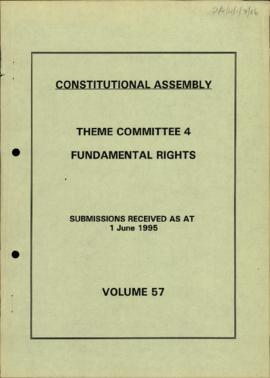 CONSTITUTIONAL ASSEMBLY
THEME COMMITTEE 4
FUNDAMENTAL RIGHTS
SUBMISSIONS RECEIVED AS AT
1 June 1995
VOLUME 57